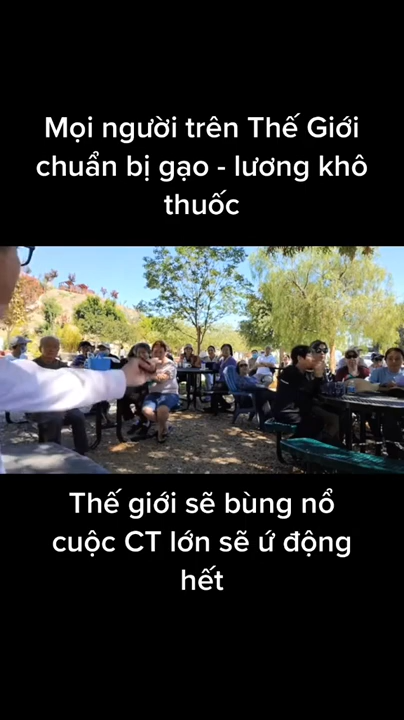 Mọi người trên Thế Giới
chuẩn bị gạo - lương khô
thuốc
Thế giới sẽ bùng nổ
cuộc CT lớn sẽ ứ động
hết